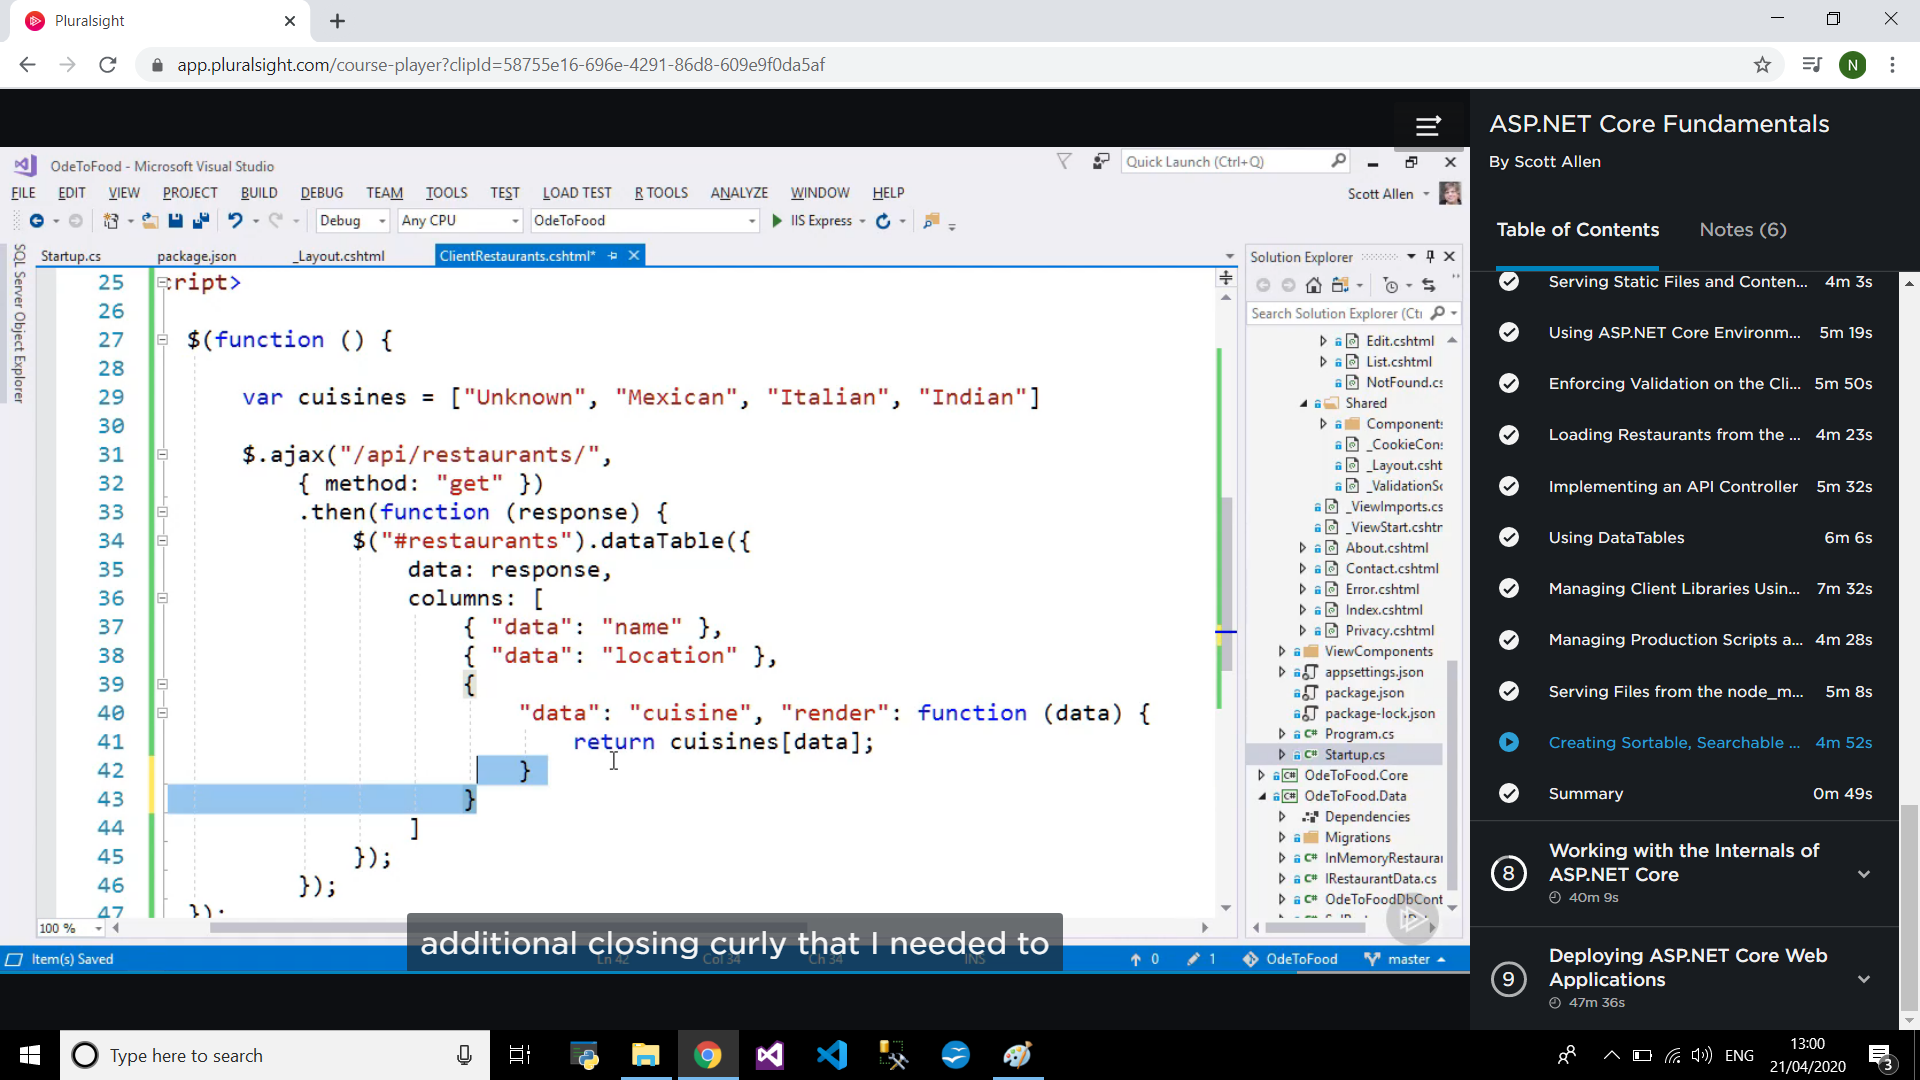 Pluralsight
app.pluralsight.com/course-player?clipId=58755e16-696e-4291-86d8-609e9f0da5af
N
OdeToFood - Microsoft Visual Studio
Quick Launch (Ctrl+Q)
FILE EDIT VIEW PROJECT BUILD DEBUG TEAM TOOLS TEST LOAD TEST R TOOLS ANALYZE WINDOW HELP
Scott Allen
Debug Any CPU OdeToFood IIS Express
SQL Server Object Explorer
Startup.cs package.json _Layout.cshtml ClientRestaurants.cshtml*
25 ript>
26
27 $(function () {
28
29 var cuisines = ["Unknown", "Mexican", "Italian", "Indian"]
30
31 $.ajax("/api/restaurants/",
32 { method: "get" })
33 .then(function (response) {
34 $("#restaurants").dataTable({
35 data: response,
36 columns: [
37 { "data": "name" },
38 { "data": "location" },
39 {
40 "data": "cuisine", "render": function (data) {
41 return cuisines[data];
42 }
43 }
44 ]
45 });
46 });
47 });
100 %
additional closing curly that I needed to
Item(s) Saved Ln 42 Col 34 Ch 34 INS 0 1 OdeToFood master
Solution Explorer
Search Solution Explorer (Ctr
Edit.cshtml
List.cshtml
NotFound.cs
Shared
Components
_CookieCons
_Layout.csht
_ValidationSc
_ViewImports.cs
_ViewStart.cshtr
About.cshtml
Contact.cshtml
Error.cshtml
Index.cshtml
Privacy.cshtml
ViewComponents
appsettings.json
package.json
package-lock.json
Program.cs
Startup.cs
OdeToFood.Core
OdeToFood.Data
Dependencies
Migrations
InMemoryRestaurar
IRestaurantData.cs
OdeToFoodDbCont
ASP.NET Core Fundamentals
By Scott Allen
Table of Contents Notes (6)
Serving Static Files and Conten... 4m 3s
Using ASP.NET Core Environm... 5m 19s
Enforcing Validation on the Cli... 5m 50s
Loading Restaurants from the ... 4m 23s
Implementing an API Controller 5m 32s
Using DataTables 6m 6s
Managing Client Libraries Usin... 7m 32s
Managing Production Scripts a... 4m 28s
Serving Files from the node_m... 5m 8s
Creating Sortable, Searchable ... 4m 52s
Summary 0m 49s
8 Working with the Internals of
ASP.NET Core
40m 9s
9 Deploying ASP.NET Core Web
Applications
47m 36s
Type here to search
ENG
13:00
21/04/2020
3